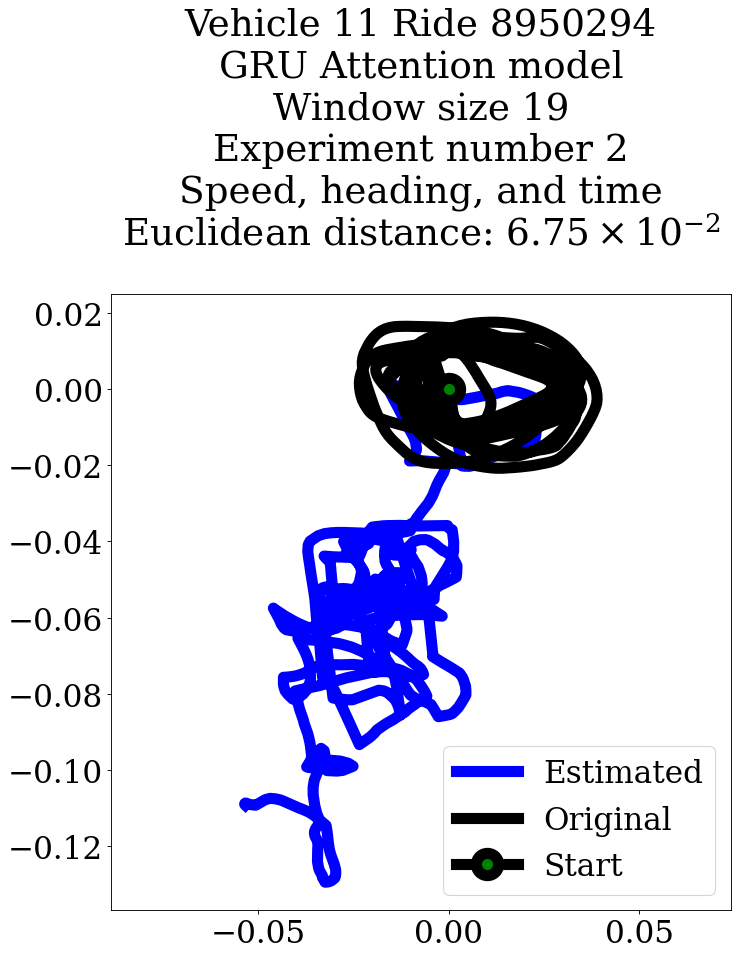 Vehicle 11 Ride 8950294
GRU Attention model
Window size 19
Experiment number 2
Speed, heading, and time
Euclidean distance: 6.75 × 10⁻²
0.02
0.00
−0.02
−0.04
−0.06
−0.08
−0.10
−0.12
Estimated
Original
Start
−0.05 0.00 0.05